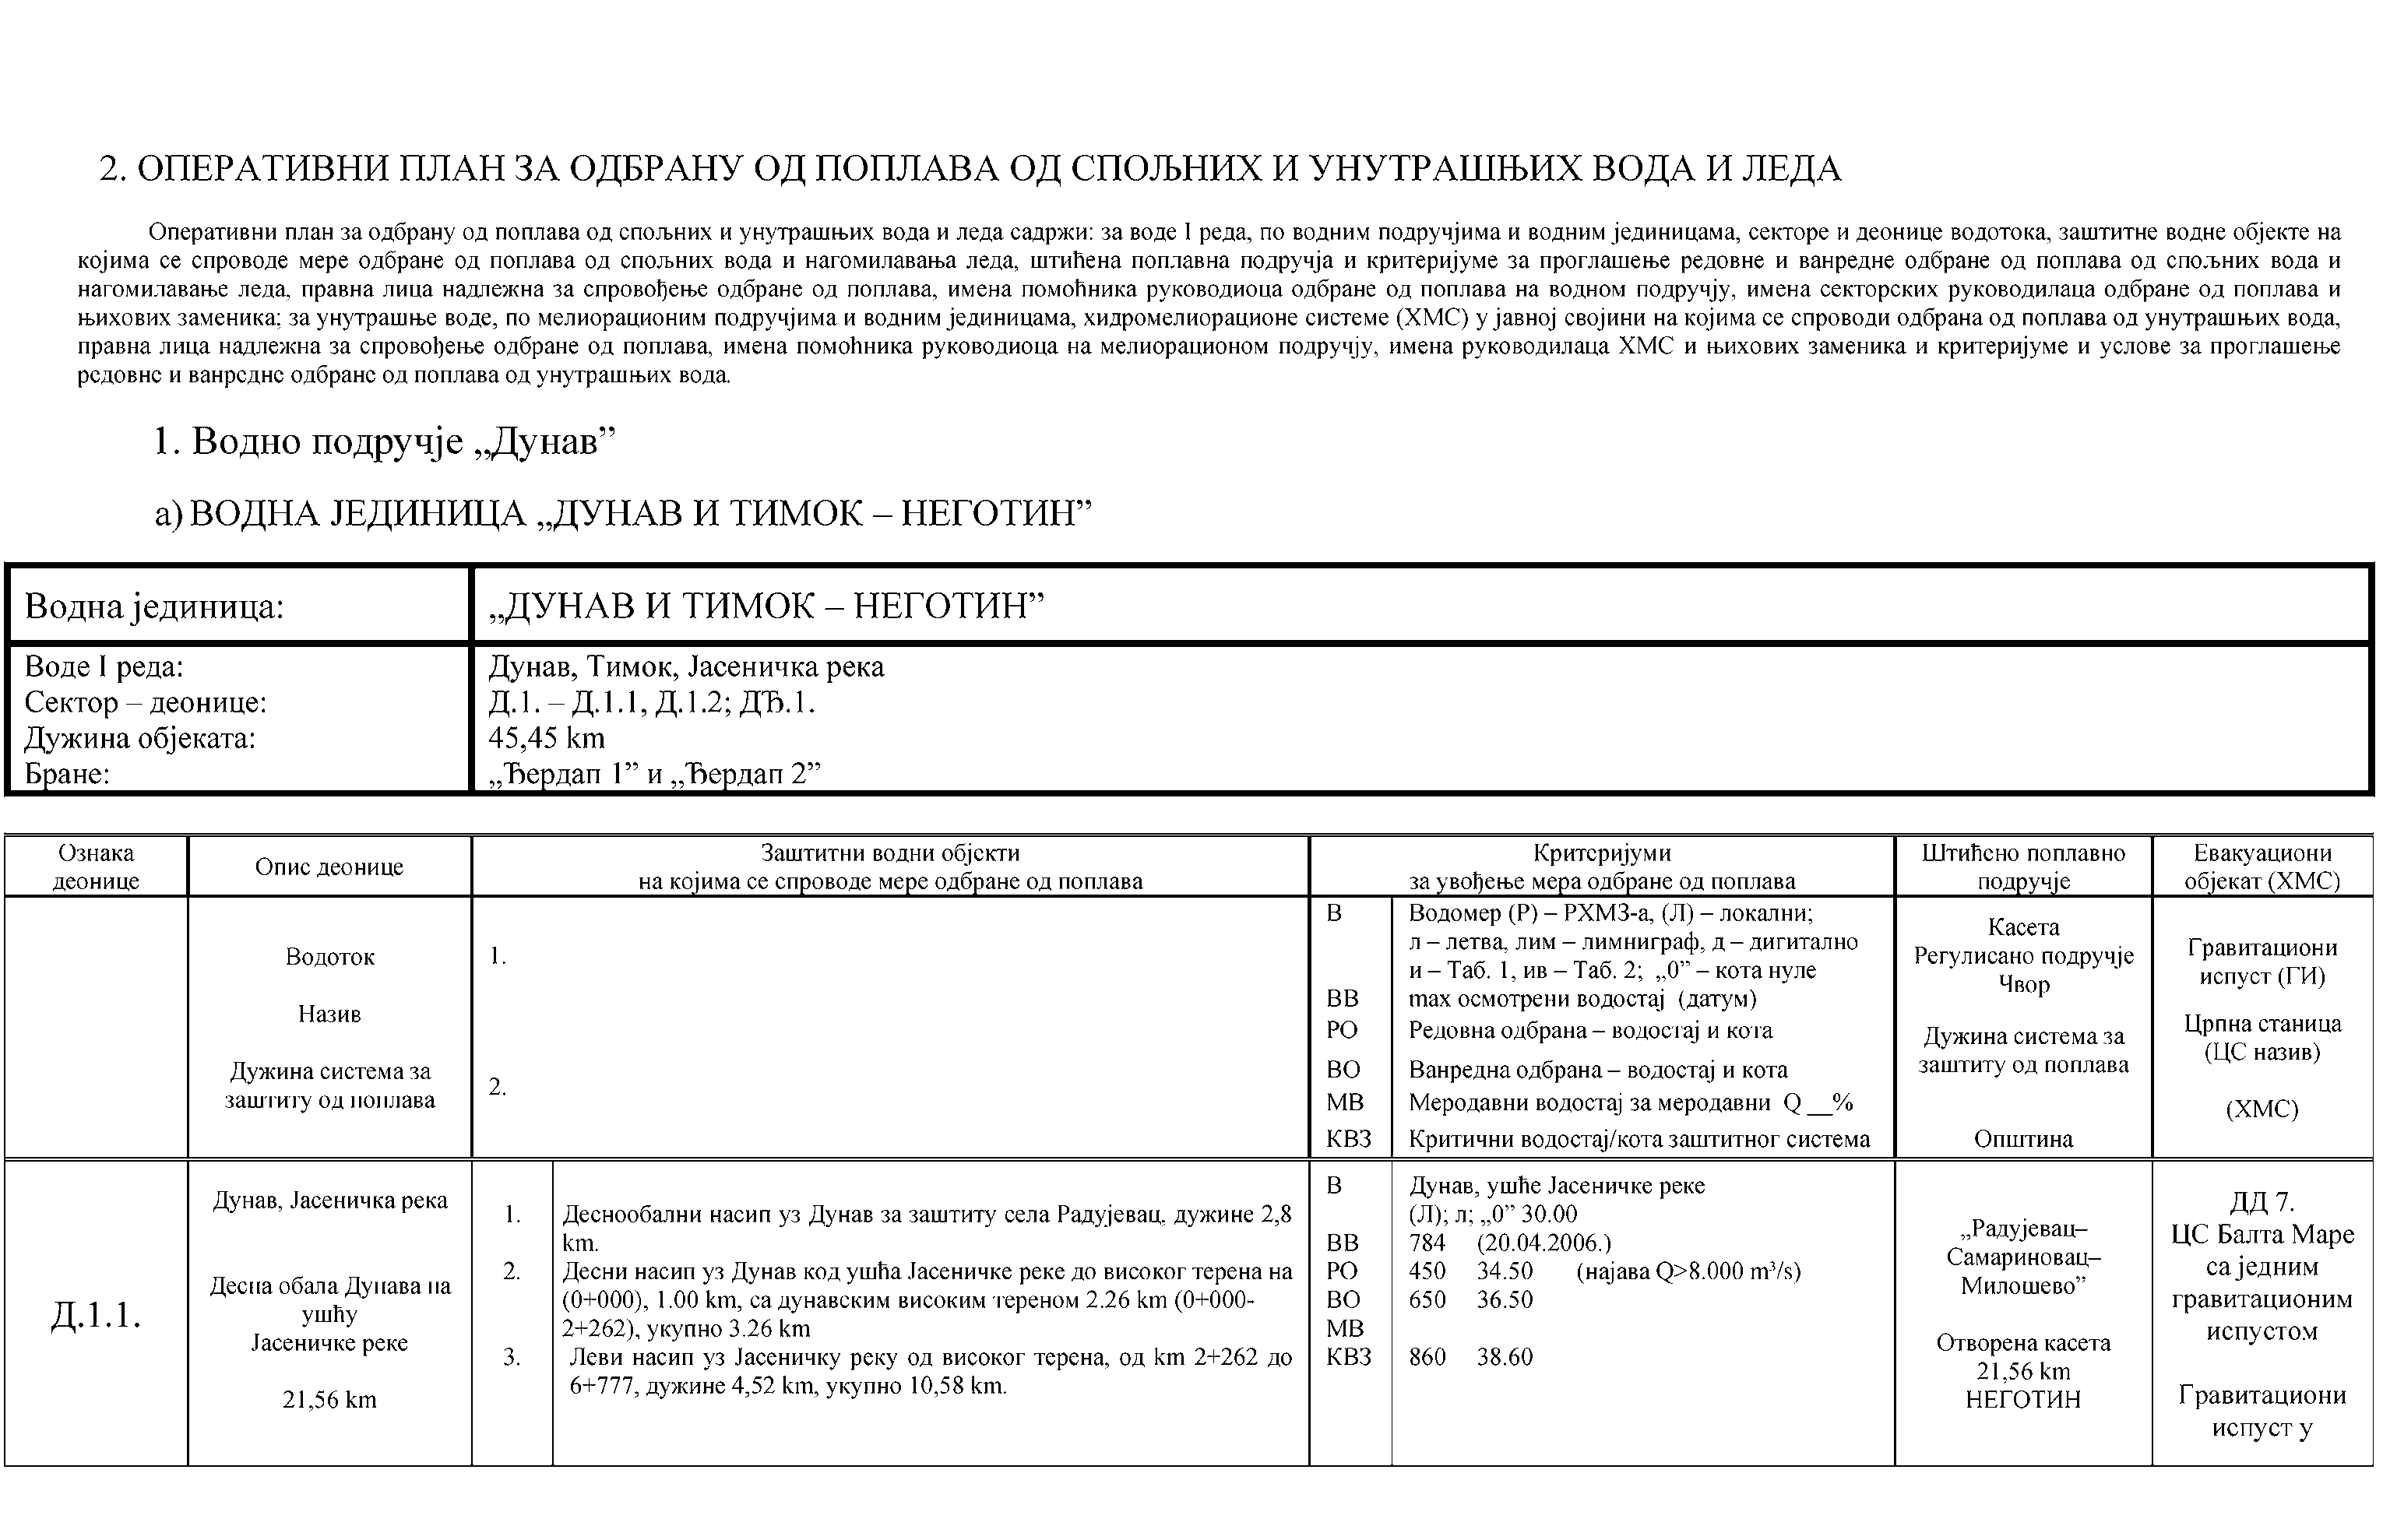 2. ОПЕРАТИВНИ ПЛАН ЗА ОДБРАНУ ОД ПОПЛАВА ОД СПОЉНИХ И УНУТРАШЊИХ ВОДА И ЛЕДА
Оперативни план за одбрану од поплава од спољних и унутрашњих вода и леда садржи: за воде I реда, по водним подручјима и водним јединицама, секторе и деонице водотока, заштитне водне објекте на
којима се спроводе мере одбране од поплава од спољних вода и нагомилавања леда, штићена поплавна подручја и критеријуме за проглашење редовне и ванредне одбране од поплава од спољних вода и
нагомилавање леда, правна лица надлежна за спровођење одбране од поплава, имена помоћника руководиоца одбране од поплава на водном подручју, имена секторских руководилаца одбране од поплава и
њихових заменика; за унутрашње воде, по мелиорационим подручјима и водним јединицама, хидромелиорационе системе (ХМС) у јавној својини на којима се спроводи одбрана од поплава од унутрашњих вода,
правна лица надлежна за спровођење одбране од поплава, имена помоћника руководиоца на мелиорационом подручју, имена руководилаца ХМС и њихових заменика и критеријуме и услове за проглашење
редовне и ванредне одбране од поплава од унутрашњих вода.
1. Водно подручје „Дунав”
а) ВОДНА ЈЕДИНИЦА „ДУНАВ И ТИМОК – НЕГОТИН”
Водна јединица: „ДУНАВ И ТИМОК – НЕГОТИН”
Воде I реда: Дунав, Тимок, Јасеничка река
Сектор – деонице: Д.1. – Д.1.1, Д.1.2; ДЂ.1.
Дужина објеката: 45,45 km
Бране: „Ђердап 1” и „Ђердап 2”
Ознака
деонице
Опис деонице
Заштитни водни објекти
на којима се спроводе мере одбране од поплава
Критеријуми
за увођење мера одбране од поплава
Штићено поплавно
подручје
Евакуациони
објекат (ХМС)
Водоток
Назив
Дужина система за
заштиту од поплава
1.
2.
В Водомер (Р) – РХМЗ-а, (Л) – локални;
л – летва, лим – лимниграф, д – дигитално
и – Таб. 1, ив – Таб. 2; „0” – кота нуле
ВВ max осмотрени водостај (датум)
РО Редовна одбрана – водостај и кота
ВО Ванредна одбрана – водостај и кота
МВ Меродавни водостај за меродавни Q __%
КВЗ Критични водостај/кота заштитног система
Касета
Регулисано подручје
Чвор
Дужина система за
заштиту од поплава
Општина
Гравитациони
испуст (ГИ)
Црпна станица
(ЦС назив)
(ХМС)
Д.1.1.
Дунав, Јасеничка река
Десна обала Дунава на
ушћу
Јасеничке реке
21,56 km
1. Деснообални насип уз Дунав за заштиту села Радујевац, дужине 2,8
km.
2. Десни насип уз Дунав код ушћа Јасеничке реке до високог терена на
(0+000), 1.00 km, са дунавским високим тереном 2.26 km (0+000-
2+262), укупно 3.26 km
3. Леви насип уз Јасеничку реку од високог терена, од km 2+262 до
6+777, дужине 4,52 km, укупно 10,58 km.
В Дунав, ушће Јасеничке реке
(Л); л; „0” 30.00
ВВ 784 (20.04.2006.)
РО 450 34.50 (најава Q>8.000 m³/s)
ВО 650 36.50
МВ
КВЗ 860 38.60
„Радујевац–
Самариновац–
Милошево”
Отворена касета
21,56 km
НЕГОТИН
ДД 7.
ЦС Балта Маре
са једним
гравитационим
испустом
Гравитациони
испуст у